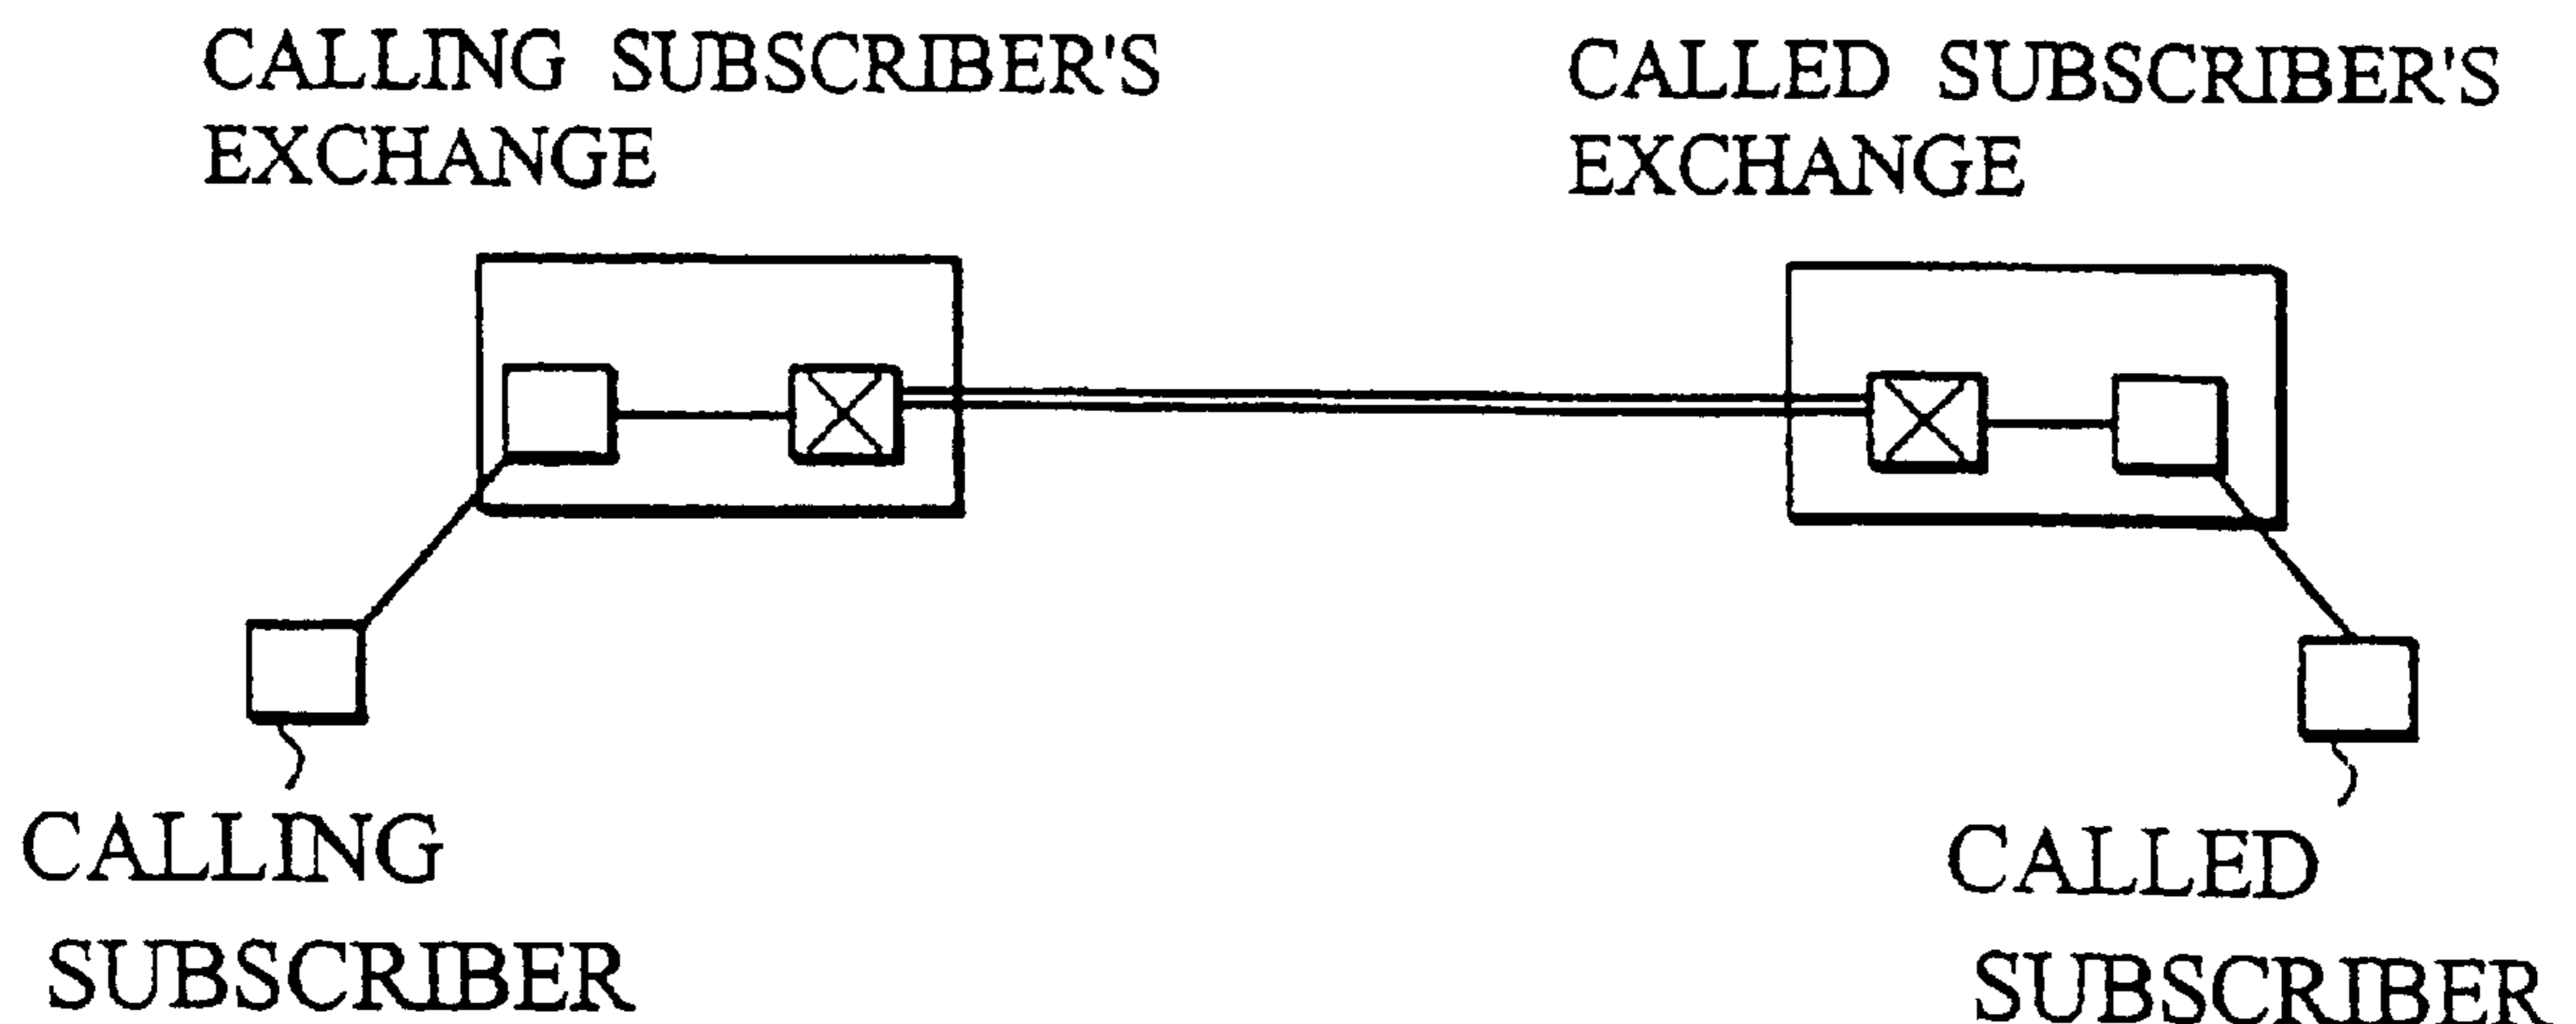 CALLING SUBSCRIBER'S
EXCHANGE
CALLED SUBSCRIBER'S
EXCHANGE
CALLING
SUBSCRIBER
CALLED
SUBSCRIBER